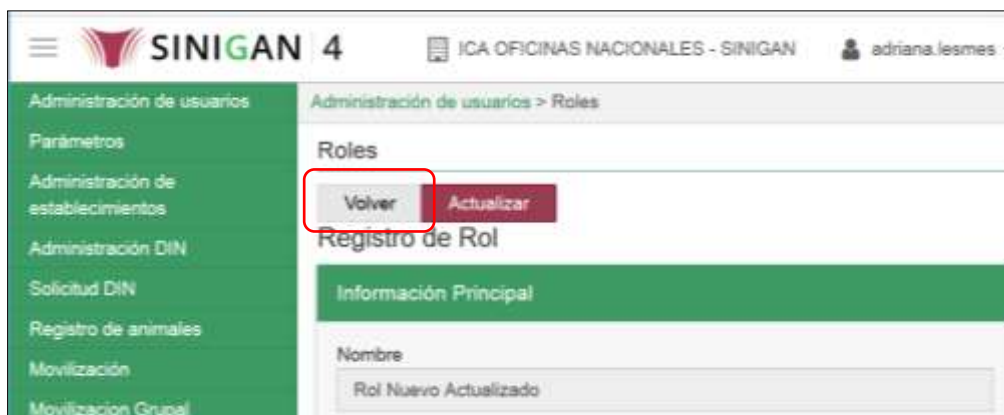 SINIGAN 4
ICA OFICINAS NACIONALES - SINIGAN
adriana.lesmes
Administración de usuarios
Parámetros
Administración de
establecimientos
Administración DIN
Solicitud DIN
Registro de animales
Movilización
Movilizacion Grupal
Administración de usuarios > Roles
Roles
Volver Actualizar
Registro de Rol
Información Principal
Nombre
Rol Nuevo Actualizado